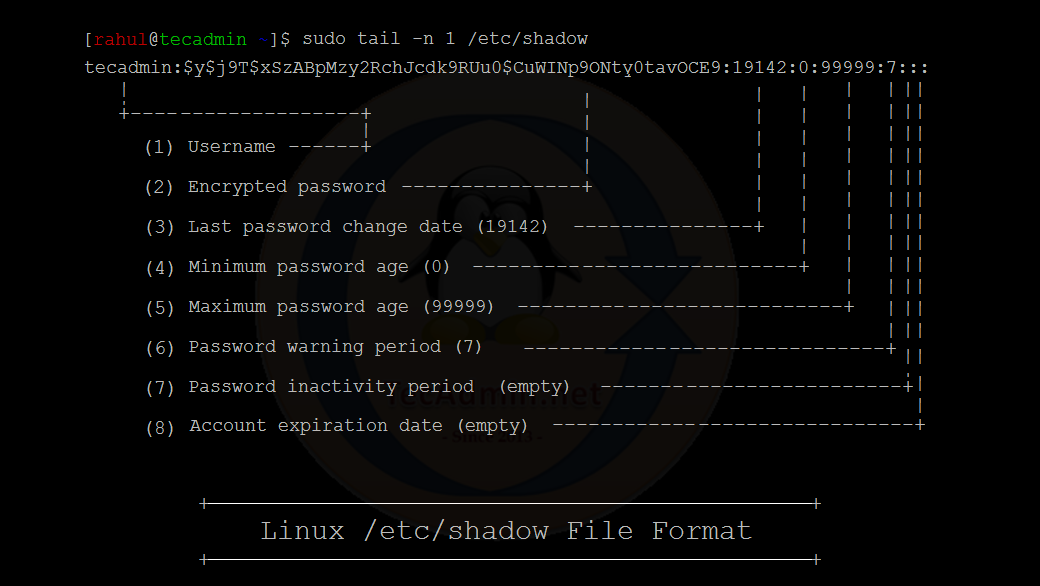 [rahul@tecadmin ~]$ sudo tail -n 1 /etc/shadow
tecadmin:$y$j9T$xSzABpMzy2RchJcdk9RUu0$CuWINp9ONty0tavOCE9:19142:0:99999:7:::
(1) Username
(2) Encrypted password
(3) Last password change date (19142)
(4) Minimum password age (0)
(5) Maximum password age (99999)
(6) Password warning period (7)
(7) Password inactivity period (empty)
TecAdmin.net
(8) Account expiration date (empty)
- Since 2013 -
Linux /etc/shadow File Format